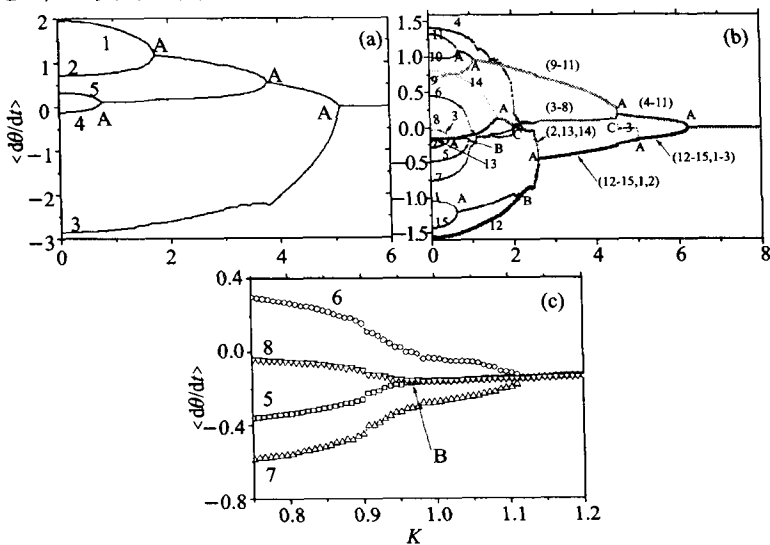 2
1
0
−1
−2
−3
<dθ/dt>
1
2
5
4
3
A
A
A
A
(a)
0
2
4
6
1.5
1.0
0.5
0.0
−0.5
−1.0
−1.5
4
11
10
9
6
14
8
3
5
7
13
1
15
12
A
A
A
A
A
A
A
A
B
B
C
C-3
(9-11)
(3-8)
(4-11)
(2,13,14)
(12-15,1-3)
(12-15,1,2)
(b)
0
2
4
6
8
0.4
0.0
−0.4
−0.8
<dθ/dt>
6
8
5
7
B
(c)
0.8
0.9
1.0
1.1
1.2
K